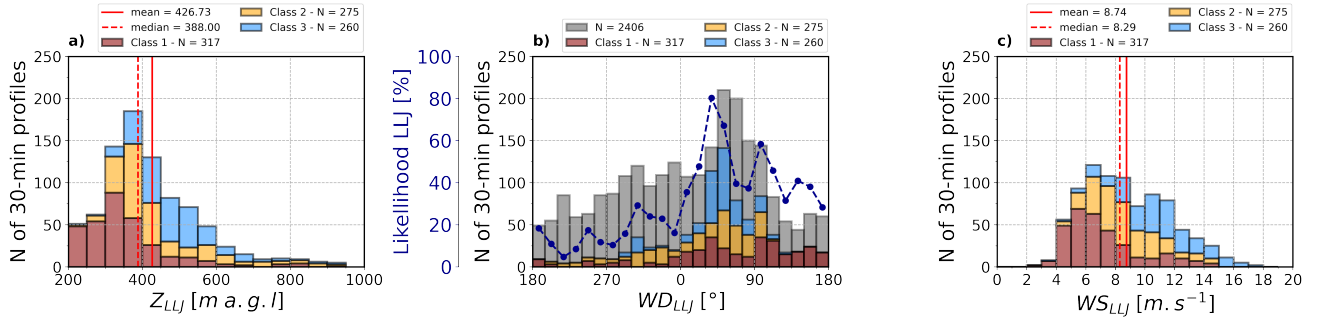 mean = 426.73
median = 388.00
Class 1 - N = 317
Class 2 - N = 275
Class 3 - N = 260
a)
N of 30-min profiles
250
200
150
100
50
0
200 400 600 800 1000
Z_LLJ [m a.g.l]
N = 2406
Class 1 - N = 317
Class 2 - N = 275
Class 3 - N = 260
b)
Likellihood LLJ [%]
100
80
60
40
20
0
N of 30-min profiles
250
200
150
100
50
0
180 270 0 90 180
WD_LLJ [°]
mean = 8.74
median = 8.29
Class 1 - N = 317
Class 2 - N = 275
Class 3 - N = 260
c)
N of 30-min profiles
250
200
150
100
50
0
0 2 4 6 8 10 12 14 16 18 20
WS_LLJ [m.s⁻¹]